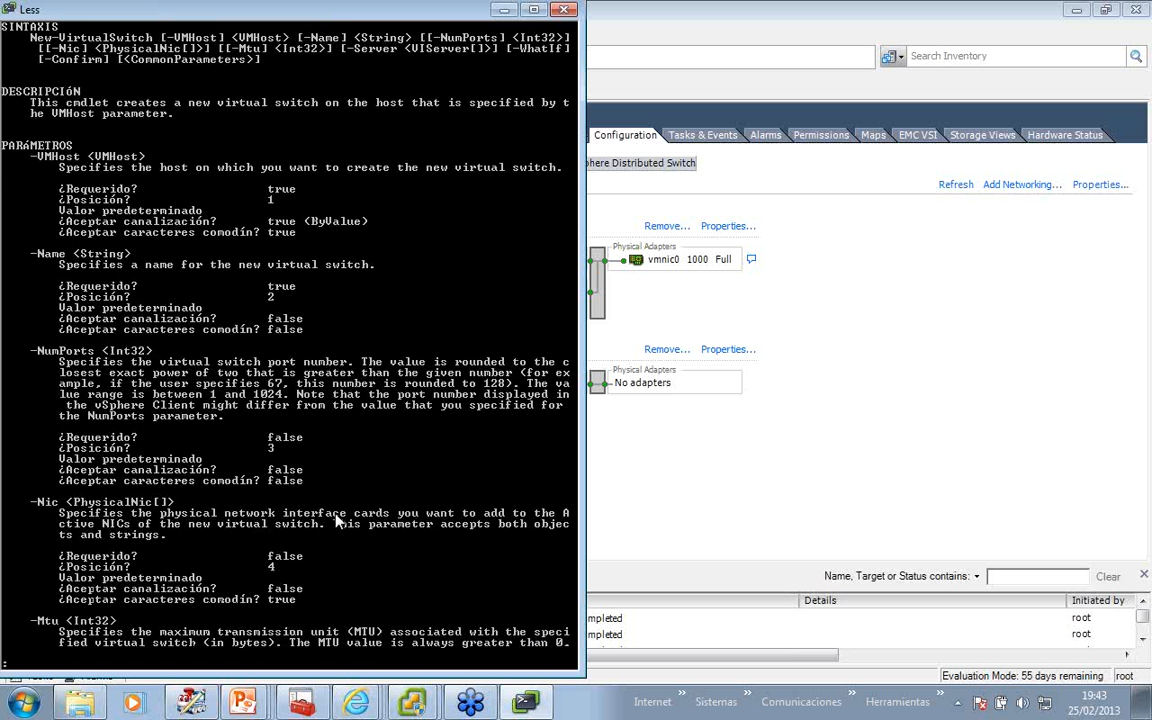 Less
SINTAXIS
New-VirtualSwitch [-VMHost] <VMHost> [-Name] <String> [[-NumPorts] <Int32>]
[[-Nic] <PhysicalNic[]>] [[-Mtu] <Int32>] [-Server <VIServer[]>] [-WhatIf]
[-Confirm] [<CommonParameters>]
DESCRIPCIóN
This cmdlet creates a new virtual switch on the host that is specified by t
he VMHost parameter.
PARáMETROS
-VMHost <VMHost>
Specifies the host on which you want to create the new virtual switch.
¿Requerido? true
¿Posición? 1
Valor predeterminado
¿Aceptar canalización? true (ByValue)
¿Aceptar caracteres comodín? true
-Name <String>
Specifies a name for the new virtual switch.
¿Requerido? true
¿Posición? 2
Valor predeterminado
¿Aceptar canalización? false
¿Aceptar caracteres comodín? false
-NumPorts <Int32>
Specifies the virtual switch port number. The value is rounded to the c
losest exact power of two that is greater than the given number (for ex
ample, if the user specifies 67, this number is rounded to 128). The va
lue range is between 1 and 1024. Note that the port number displayed in
the vSphere Client might differ from the value that you specified for
the NumPorts parameter.
¿Requerido? false
¿Posición? 3
Valor predeterminado
¿Aceptar canalización? false
¿Aceptar caracteres comodín? false
-Nic <PhysicalNic[]>
Specifies the physical network interface cards you want to add to the A
ctive NICs of the new virtual switch. This parameter accepts both objec
ts and strings.
¿Requerido? false
¿Posición? 4
Valor predeterminado
¿Aceptar canalización? false
¿Aceptar caracteres comodín? true
-Mtu <Int32>
Specifies the maximum transmission unit (MTU) associated with the speci
fied virtual switch (in bytes). The MTU value is always greater than 0.
:
Search Inventory
Configuration Tasks & Events Alarms Permissions Maps EMC VSI Storage Views Hardware Status
phere Distributed Switch
Refresh Add Networking... Properties...
Remove... Properties...
Physical Adapters
vmnic0 1000 Full
Remove... Properties...
Physical Adapters
No adapters
Name, Target or Status contains: Clear
Details Initiated by
mpleted root
mpleted root
Evaluation Mode: 55 days remaining root
Internet Sistemas Comunicaciones Herramientas
19:43
25/02/2013